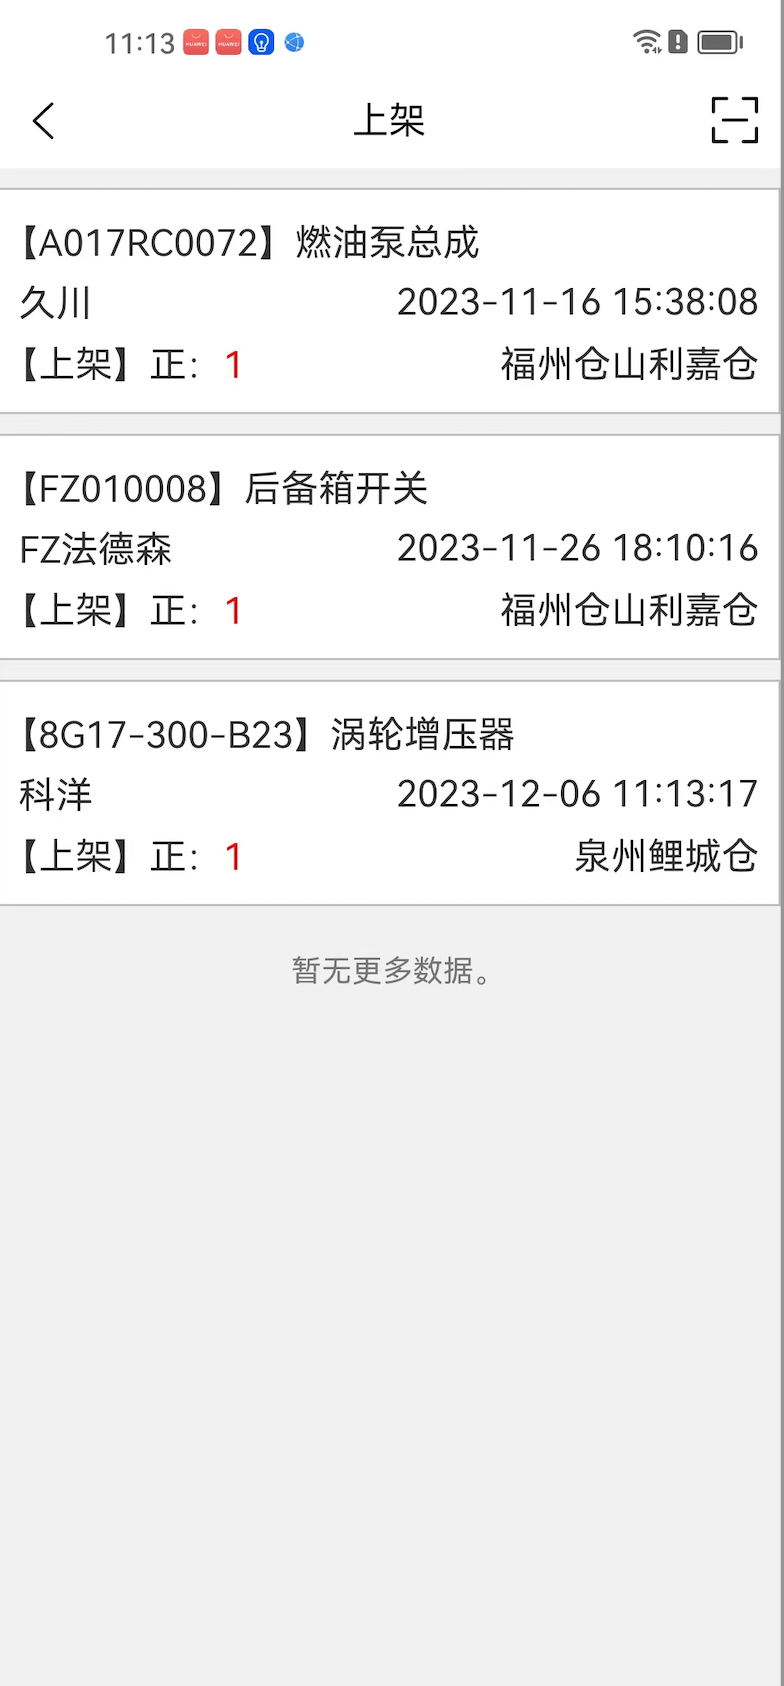 11:13
HUAWEI HUAWEI
上架
【A017RC0072】燃油泵总成
久川 2023-11-16 15:38:08
【上架】正：1 福州仓山利嘉仓
【FZ010008】后备箱开关
FZ法德森 2023-11-26 18:10:16
【上架】正：1 福州仓山利嘉仓
【8G17-300-B23】涡轮增压器
科洋 2023-12-06 11:13:17
【上架】正：1 泉州鲤城仓
暂无更多数据。